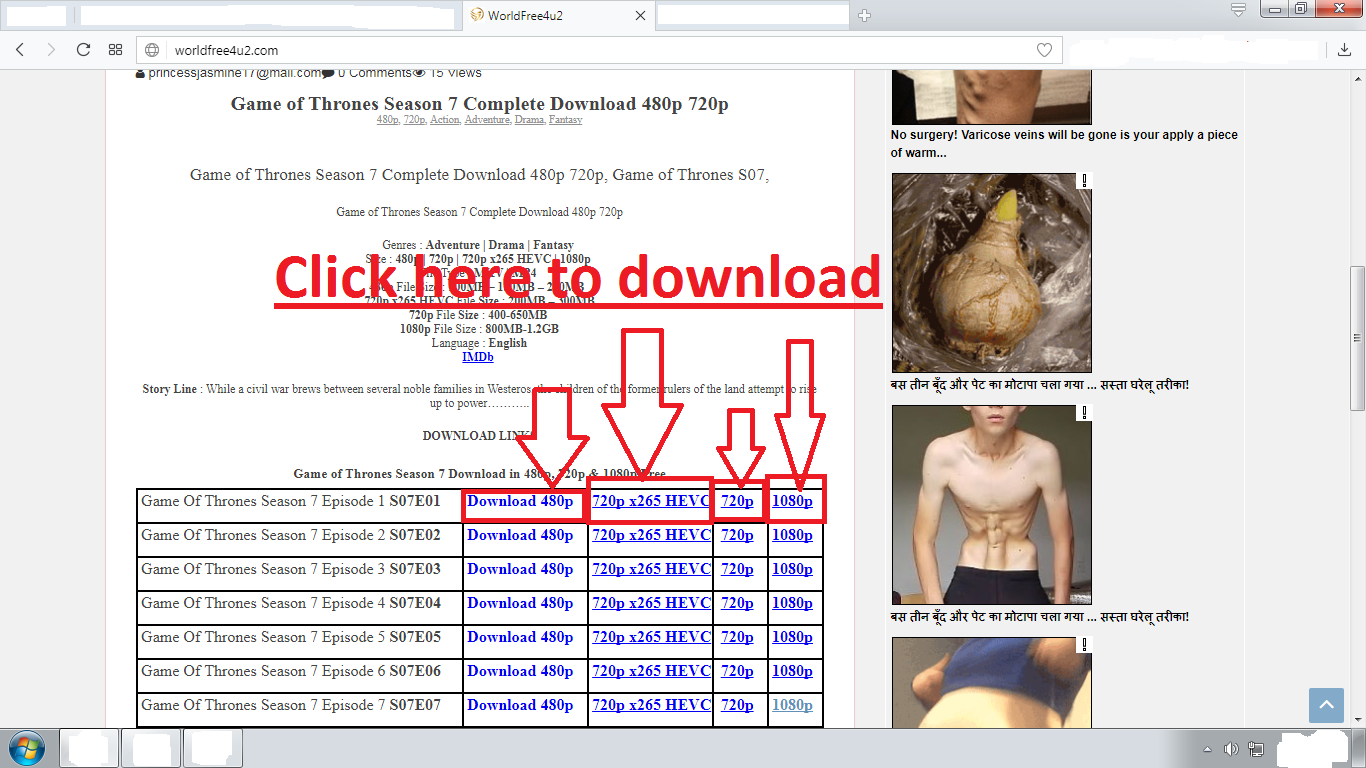 WorldFree4u2
worldfree4u2.com
princessjasmine17@mail.com 0 Comments 15 Views
Game of Thrones Season 7 Complete Download 480p 720p
480p, 720p, Action, Adventure, Drama, Fantasy
Game of Thrones Season 7 Complete Download 480p 720p, Game of Thrones S07,
Game of Thrones Season 7 Complete Download 480p 720p
Genres : Adventure | Drama | Fantasy
Size : 480p | 720p | 720p x265 HEVC | 1080p
Click here to download
720p x265 HEVC File Size : 200MB – 300MB
720p File Size : 400-650MB
1080p File Size : 800MB-1.2GB
Language : English
IMDb
Story Line : While a civil war brews between several noble families in Westeros, the children of the former rulers of the land attempt to rise
up to power………..
DOWNLOAD LINKS
Game of Thrones Season 7 Download in 480p, 720p & 1080p Free
Game Of Thrones Season 7 Episode 1 S07E01 Download 480p 720p x265 HEVC 720p 1080p
Game Of Thrones Season 7 Episode 2 S07E02 Download 480p 720p x265 HEVC 720p 1080p
Game Of Thrones Season 7 Episode 3 S07E03 Download 480p 720p x265 HEVC 720p 1080p
Game Of Thrones Season 7 Episode 4 S07E04 Download 480p 720p x265 HEVC 720p 1080p
Game Of Thrones Season 7 Episode 5 S07E05 Download 480p 720p x265 HEVC 720p 1080p
Game Of Thrones Season 7 Episode 6 S07E06 Download 480p 720p x265 HEVC 720p 1080p
Game Of Thrones Season 7 Episode 7 S07E07 Download 480p 720p x265 HEVC 720p 1080p
No surgery! Varicose veins will be gone is your apply a piece
of warm...
बस तीन बूँद और पेट का मोटापा चला गया ... सस्ता घरेलू तरीका!
बस तीन बूँद और पेट का मोटापा चला गया ... सस्ता घरेलू तरीका!